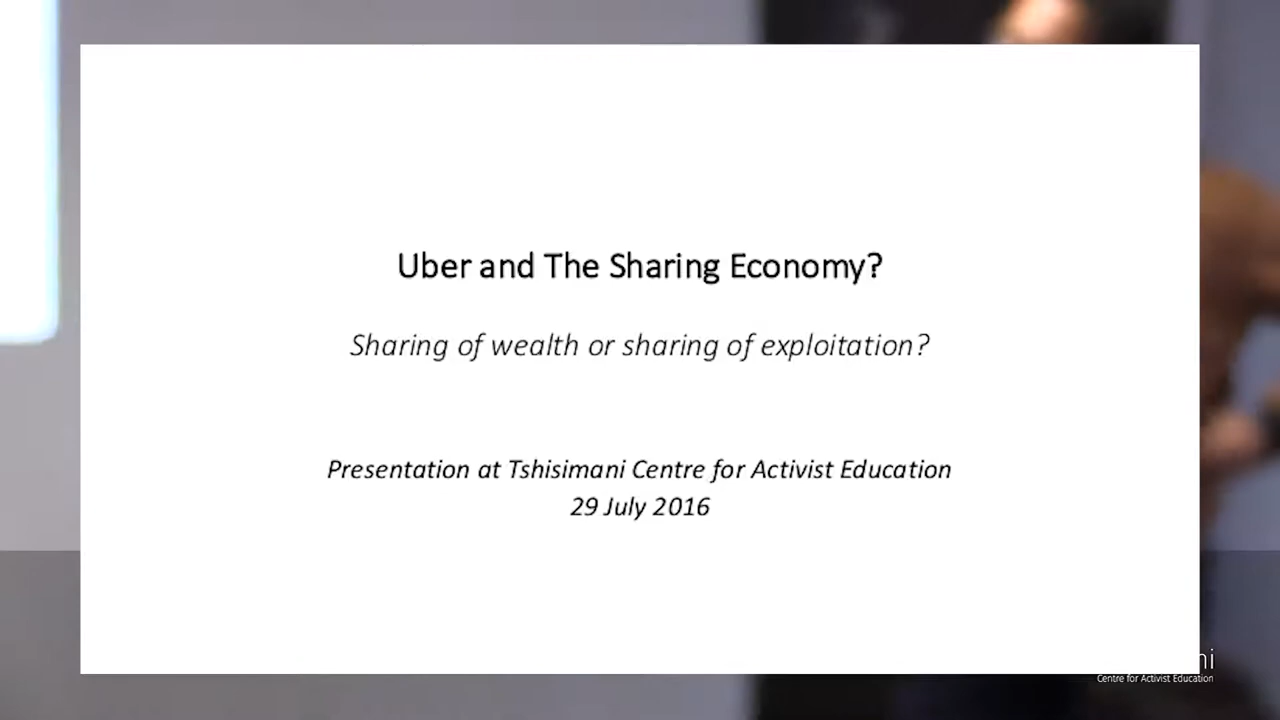 Uber and The Sharing Economy?
Sharing of wealth or sharing of exploitation?
Presentation at Tshisimani Centre for Activist Education
29 July 2016
Centre for Activist Education